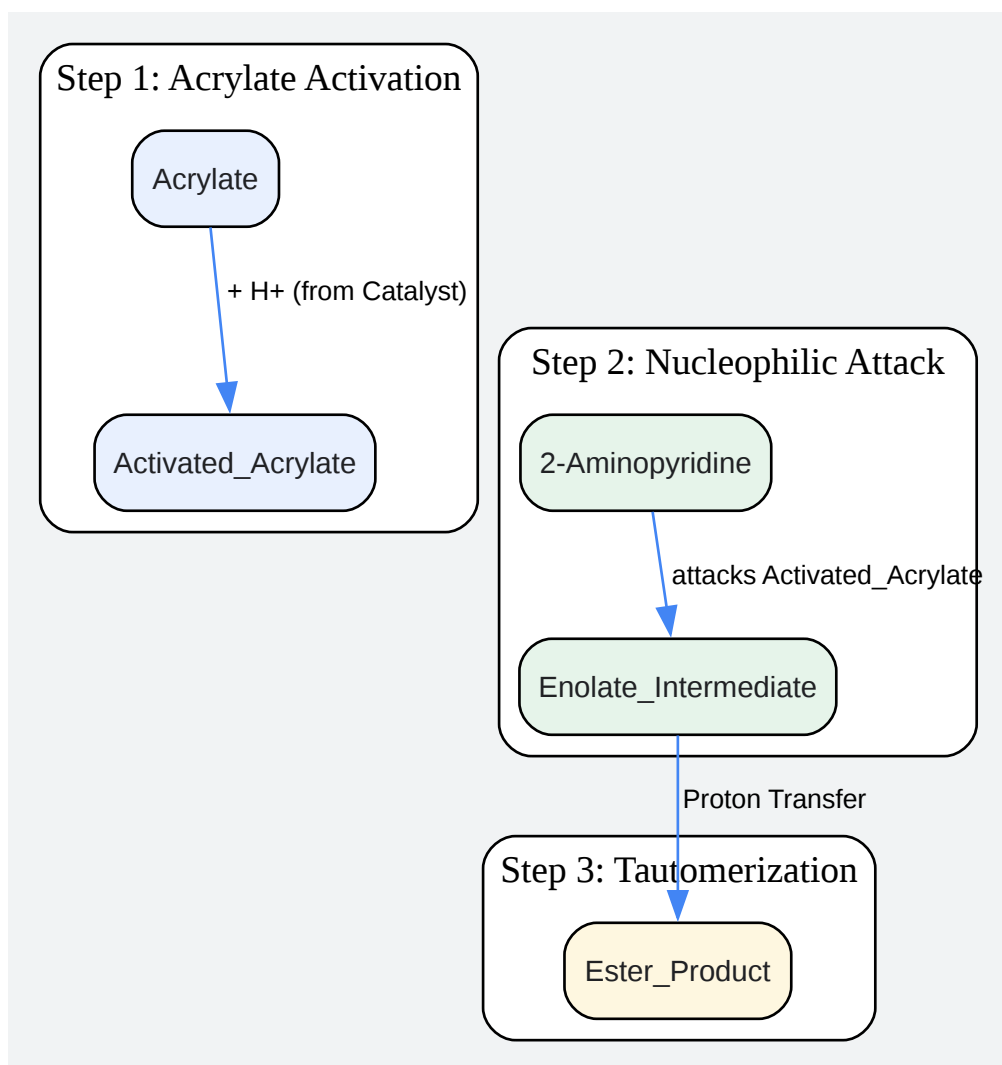 Step 1: Acrylate Activation
Acrylate
+ H+ (from Catalyst)
Activated_Acrylate
Step 2: Nucleophilic Attack
2-Aminopyridine
attacks Activated_Acrylate
Enolate_Intermediate
Proton Transfer
Step 3: Tautomerization
Ester_Product